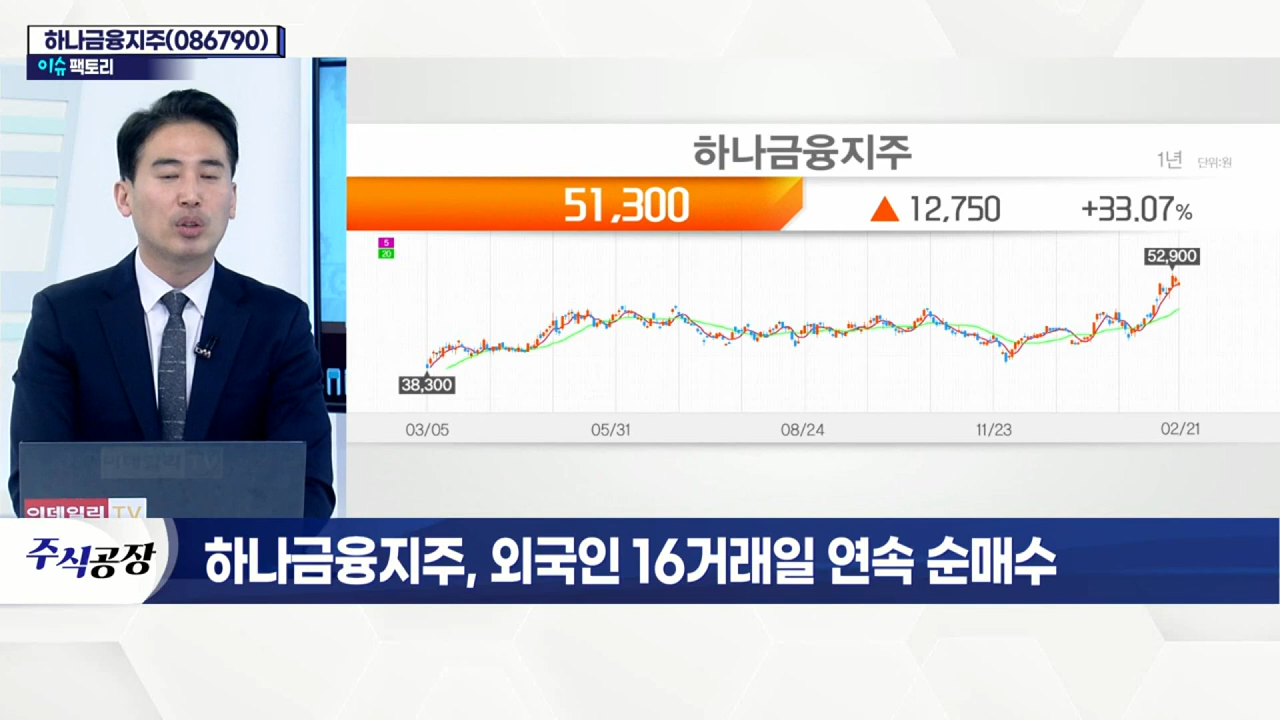 하나금융지주(086790)
이슈 팩토리
하나금융지주
1년 단위:원
51,300 ▲ 12,750 +33.07%
5
20
52,900
38,300
03/05 05/31 08/24 11/23 02/21
이데일리 TV
주식공장
하나금융지주, 외국인 16거래일 연속 순매수